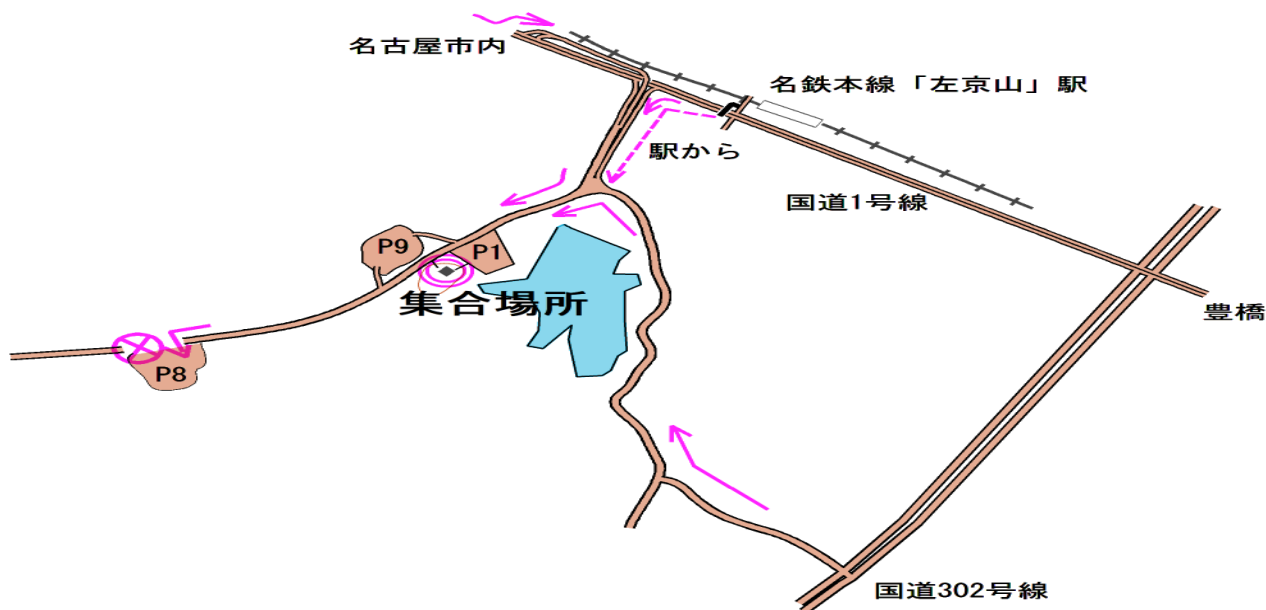 名古屋市内
名鉄本線「左京山」駅
駅から
国道1号線
P9
P1
集合場所
豊橋
P8
国道302号線